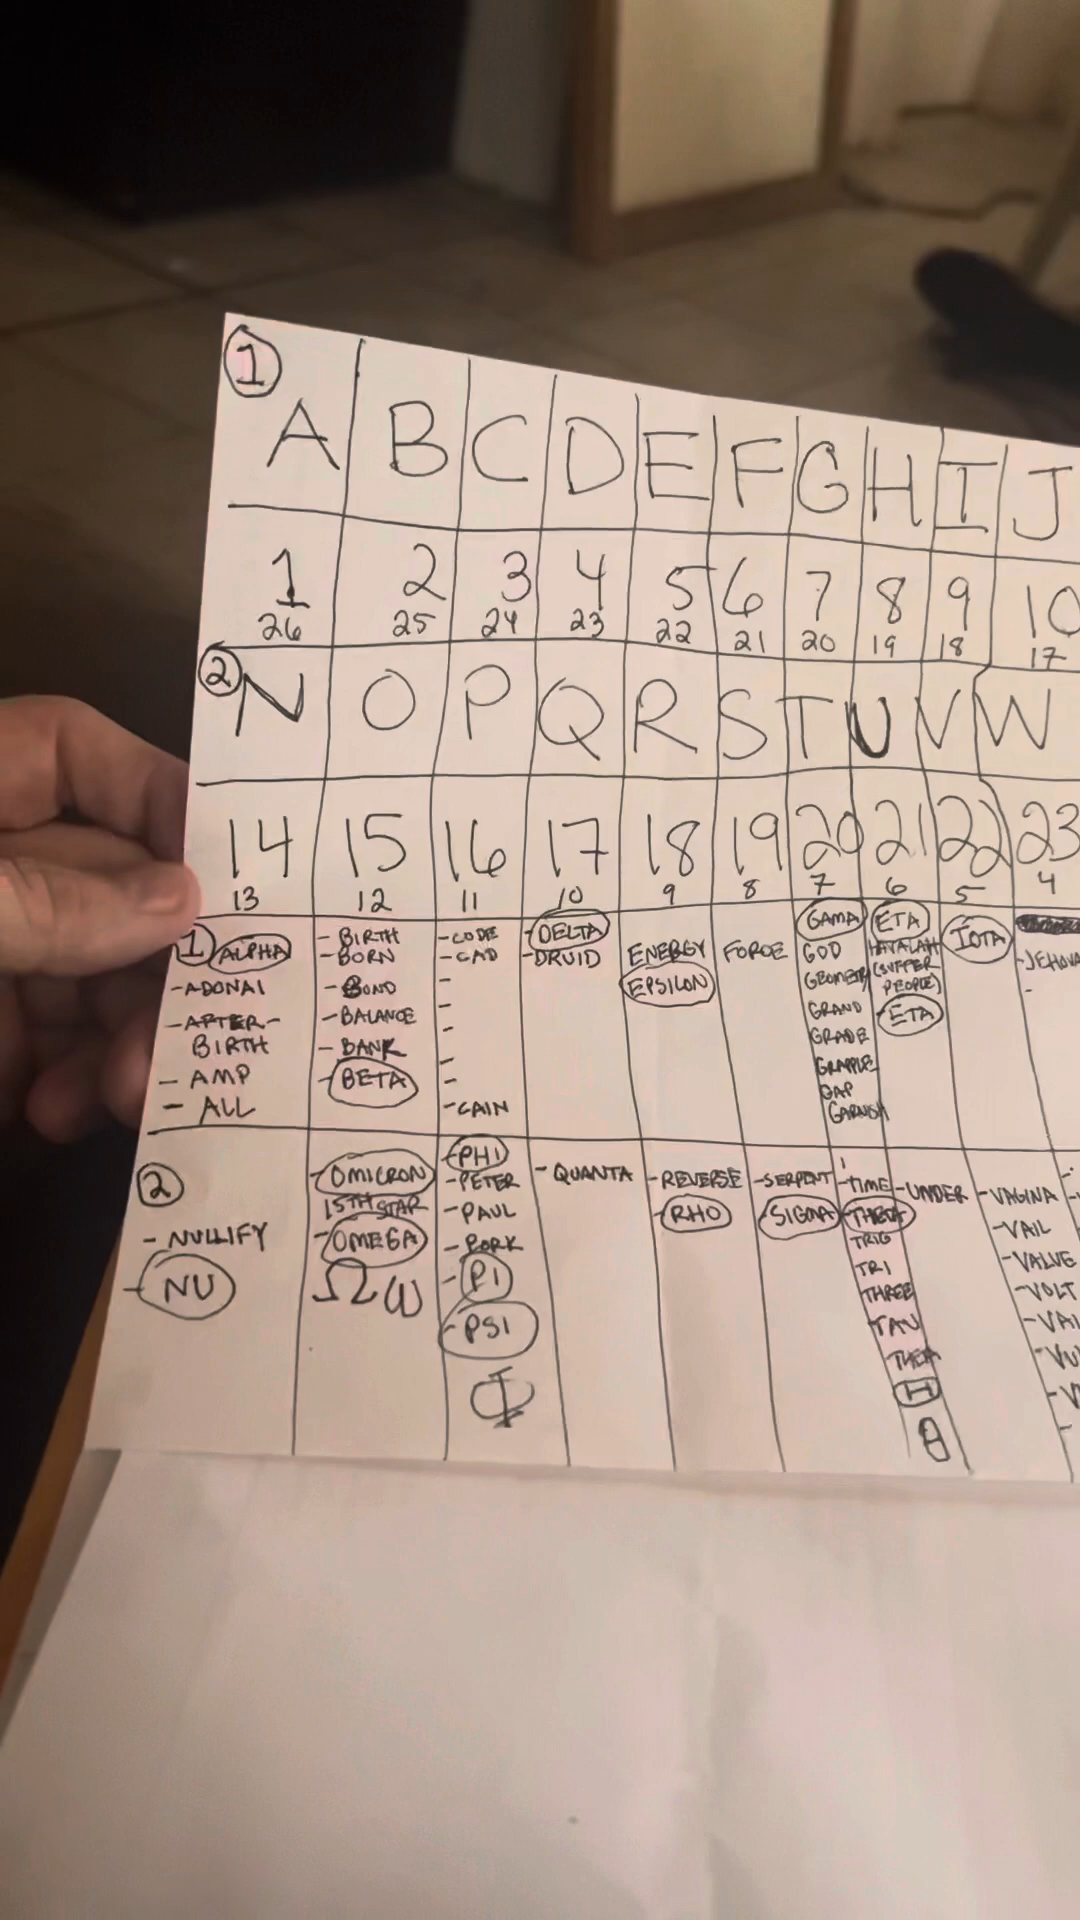 1
A B C D E F G H I J
1 2 3 4 5 6 7 8 9 10
26 25 24 23 22 21 20 19 18 17
2
N O P Q R S T U V W
14 15 16 17 18 19 20 21 22 23
13 12 11 10 9 8 7 6 5 4
1
ALPHA
-ADONAI
-AFTER-
BIRTH
- AMP
- ALL
- BIRTH
- BORN
- BOND
- BALANCE
- BANK
- BETA
-CODE
-CAD
-
-
-
-
-
-CAIN
-DELTA
-DRUID
ENERGY
EPSILON
FORCE
GAMA
GOD
GEOMETRY
GRAND
GRADE
GRAPPLE
GAP
GARNISH
ETA
HATALAH
(SUFFER
PEOPLE)
-ETA
IOTA
-JEHOVA
-
2
- NULLIFY
- NU
-OMICRON
15TH STAR
-OMEGA
Ω ω
-PHI
-PETER
-PAUL
-PORK
-PI
-PSI
Φ
- QUANTA
-REVERSE
-RHO
-SERPENT
-SIGMA
-TIME
-THETA
TRIG
TRI
THREE
TAN
THETA
Θ
θ
-UNDER
-VAGINA
-VAIL
-VALVE
-VOLT